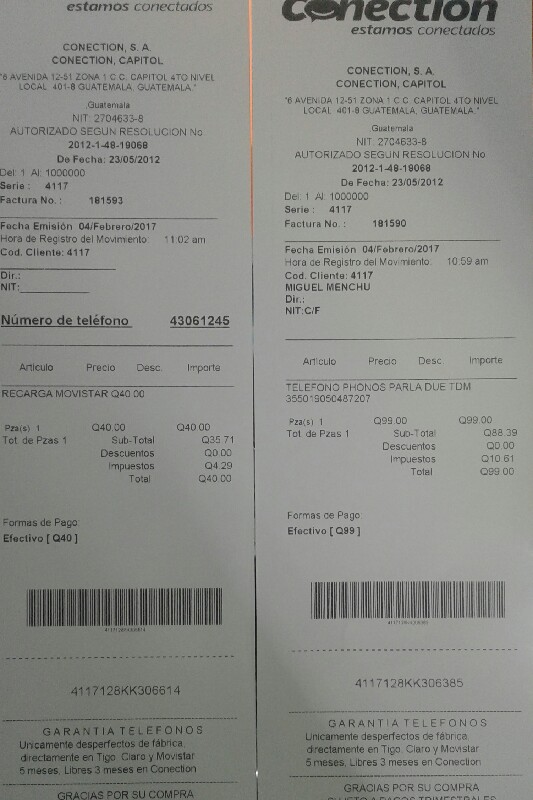 estamos conectados
CONECTION, S. A.
CONECTION, CAPITOL
"6 AVENIDA 12-51 ZONA 1 C.C. CAPITOL 4TO NIVEL
LOCAL 401-8 GUATEMALA, GUATEMALA."
,Guatemala
NIT: 2704633-8
AUTORIZADO SEGUN RESOLUCION No
2012-1-48-19068
De Fecha: 23/05/2012
Del: 1 Al: 1000000
Serie : 4117
Factura No. : 181593
Fecha Emisión 04/Febrero/2017
Hora de Registro del Movimiento: 11:02 am
Cod. Cliente: 4117
Dir.:
NIT:
Número de teléfono 43061245
Articulo Precio Desc. Importe
RECARGA MOVISTAR Q40.00
Pza(s) 1 Q40.00 Q40.00
Tot. de Pzas 1 Sub-Total Q35.71
Descuentos Q0.00
Impuestos Q4.29
Total Q40.00
Formas de Pago:
Efectivo [ Q40 ]
4117128KK306614
4117128KK306614
GARANTIA TELEFONOS
Unicamente desperfectos de fábrica,
directamente en Tigo, Claro y Movistar
5 meses, Libres 3 meses en Conection
GRACIAS POR SU COMPRA
conection
estamos conectados
CONECTION, S. A.
CONECTION, CAPITOL
"6 AVENIDA 12-51 ZONA 1 C.C. CAPITOL 4TO NIVEL
LOCAL 401-8 GUATEMALA, GUATEMALA."
Guatemala
NIT: 2704633-8
AUTORIZADO SEGUN RESOLUCION No
2012-1-48-19068
De Fecha: 23/05/2012
Del: 1 Al: 1000000
Serie : 4117
Factura No. : 181590
Fecha Emisión 04/Febrero/2017
Hora de Registro del Movimiento: 10:59 am
Cod. Cliente: 4117
MIGUEL MENCHU
Dir.:
NIT:C/F
Articulo Precio Desc. Importe
TELEFONO PHONOS PARLA DUE TDM
355019050487207
Pza(s) 1 Q99.00 Q99.00
Tot. de Pzas 1 Sub-Total Q88.39
Descuentos Q0.00
Impuestos Q10.61
Total Q99.00
Formas de Pago:
Efectivo [ Q99 ]
4117128KK306385
4117128KK306385
GARANTIA TELEFONOS
Unicamente desperfectos de fábrica,
directamente en Tigo, Claro y Movistar
5 meses, Libres 3 meses en Conection
GRACIAS POR SU COMPRA
SUJETO A PAGOS TRIMESTRALES